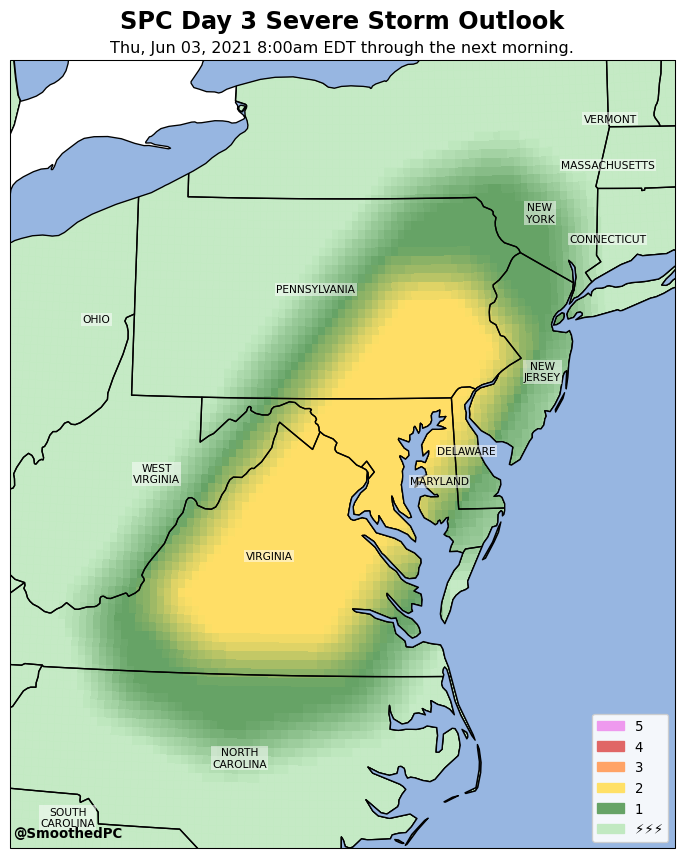 SPC Day 3 Severe Storm Outlook
Thu, Jun 03, 2021 8:00am EDT through the next morning.
VERMONT
MASSACHUSETTS
NEW
YORK
CONNECTICUT
PENNSYLVANIA
OHIO
NEW
JERSEY
DELAWARE
WEST
VIRGINIA
MARYLAND
VIRGINIA
NORTH
CAROLINA
SOUTH
CAROLINA
@SmoothedPC
5
4
3
2
1
⚡⚡⚡